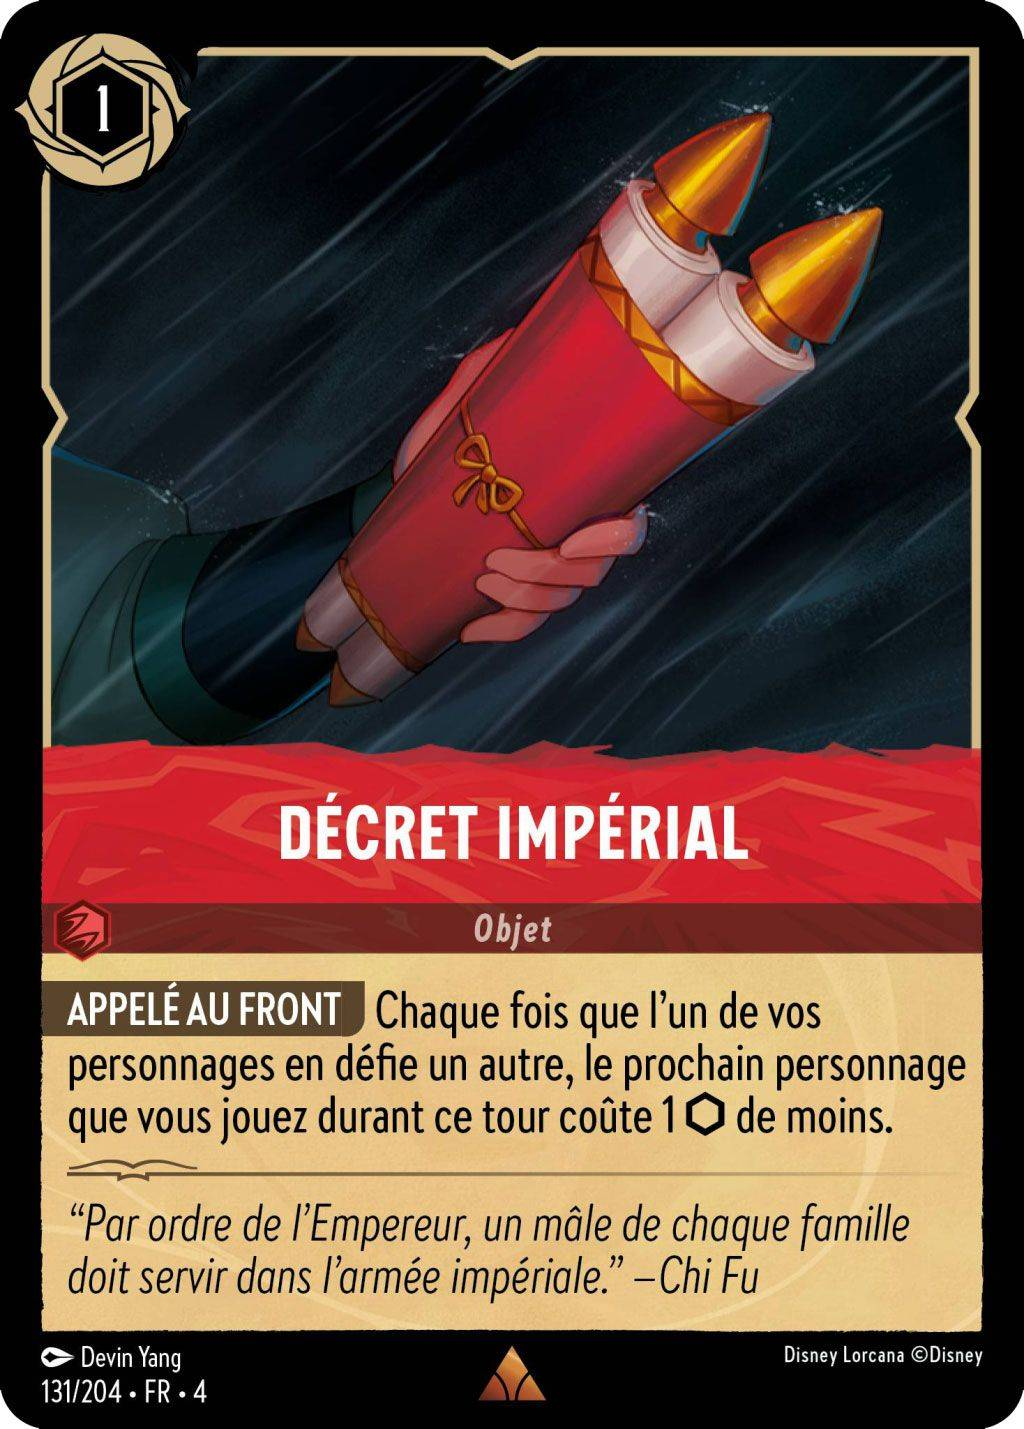 1
DÉCRET IMPÉRIAL
Objet
APPELÉ AU FRONT Chaque fois que l’un de vos
personnages en défie un autre, le prochain personnage
que vous jouez durant ce tour coûte 1 ⬡ de moins.
“Par ordre de l’Empereur, un mâle de chaque famille
doit servir dans l’armée impériale.” –Chi Fu
Devin Yang
Disney Lorcana ©Disney
131/204 • FR • 4